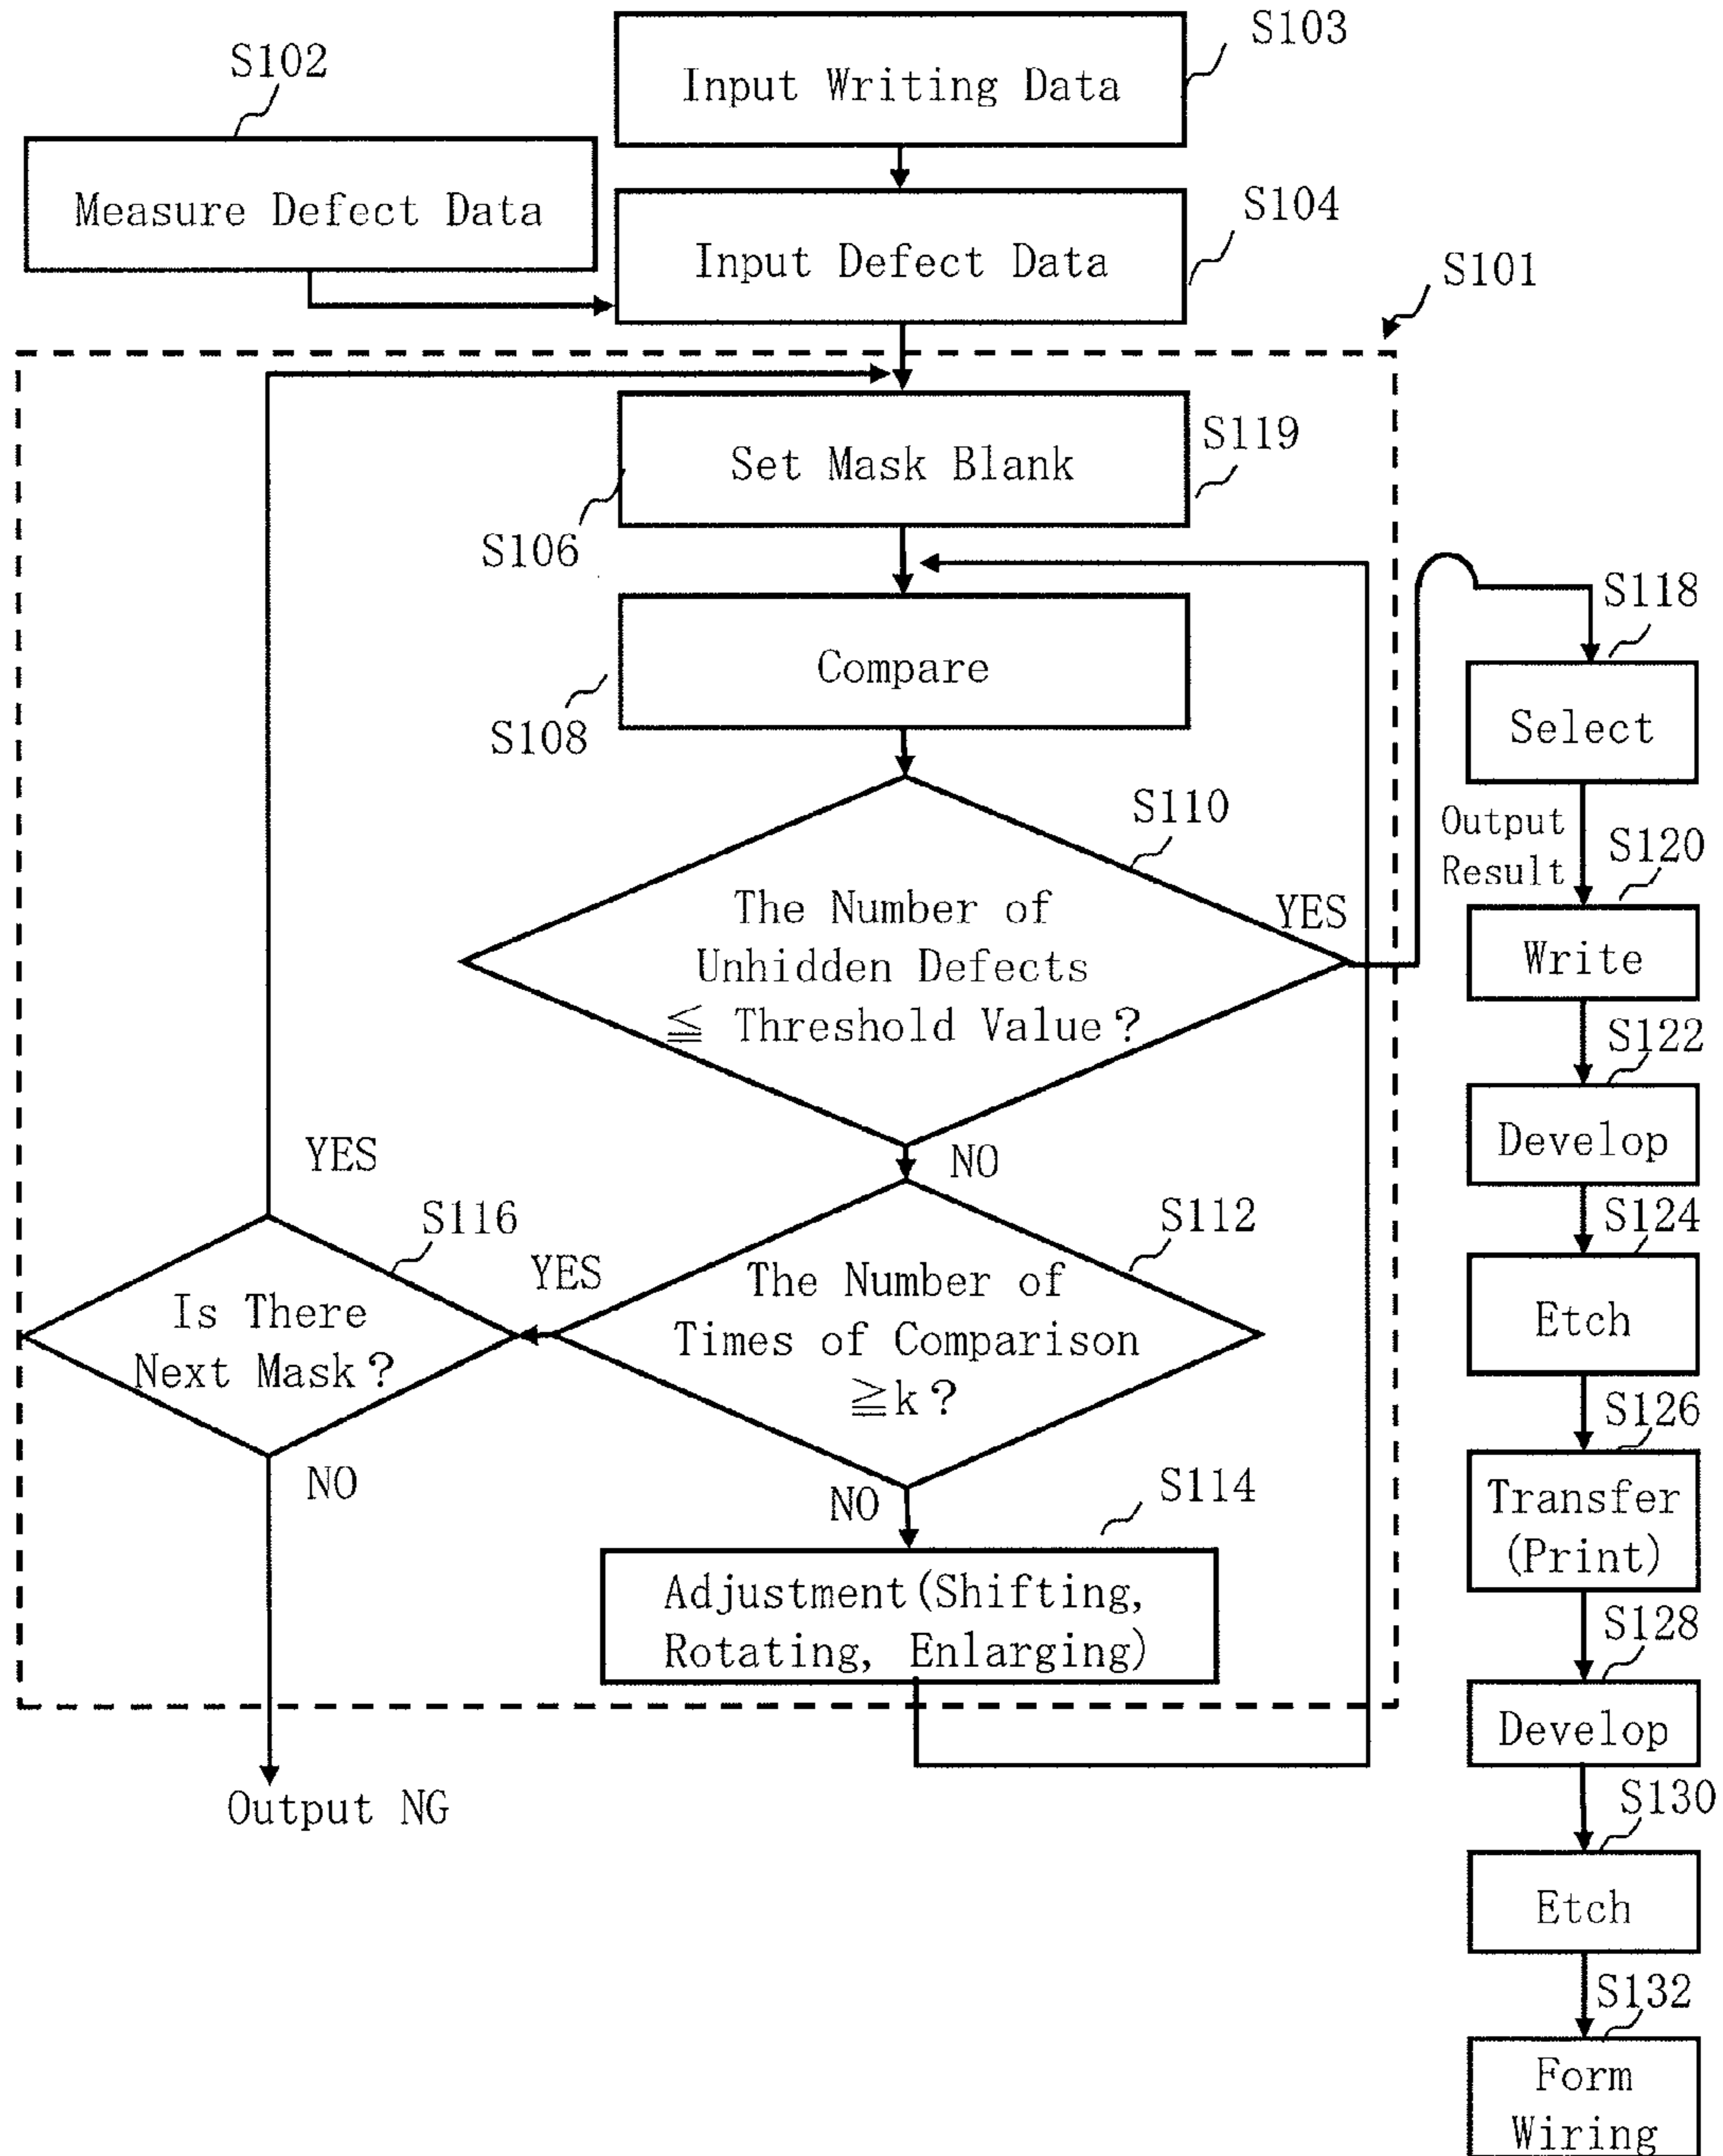 S103
Input Writing Data
S102
Measure Defect Data
S104
Input Defect Data
S101
S119
Set Mask Blank
S106
Compare
S108
S110
The Number of
Unhidden Defects
≦ Threshold Value?
YES
NO
S112
The Number of
Times of Comparison
≧k?
YES
NO
S116
Is There
Next Mask?
YES
NO
Output NG
S114
Adjustment(Shifting,
Rotating, Enlarging)
S118
Select
Output
Result
S120
Write
S122
Develop
S124
Etch
S126
Transfer
(Print)
S128
Develop
S130
Etch
S132
Form
Wiring